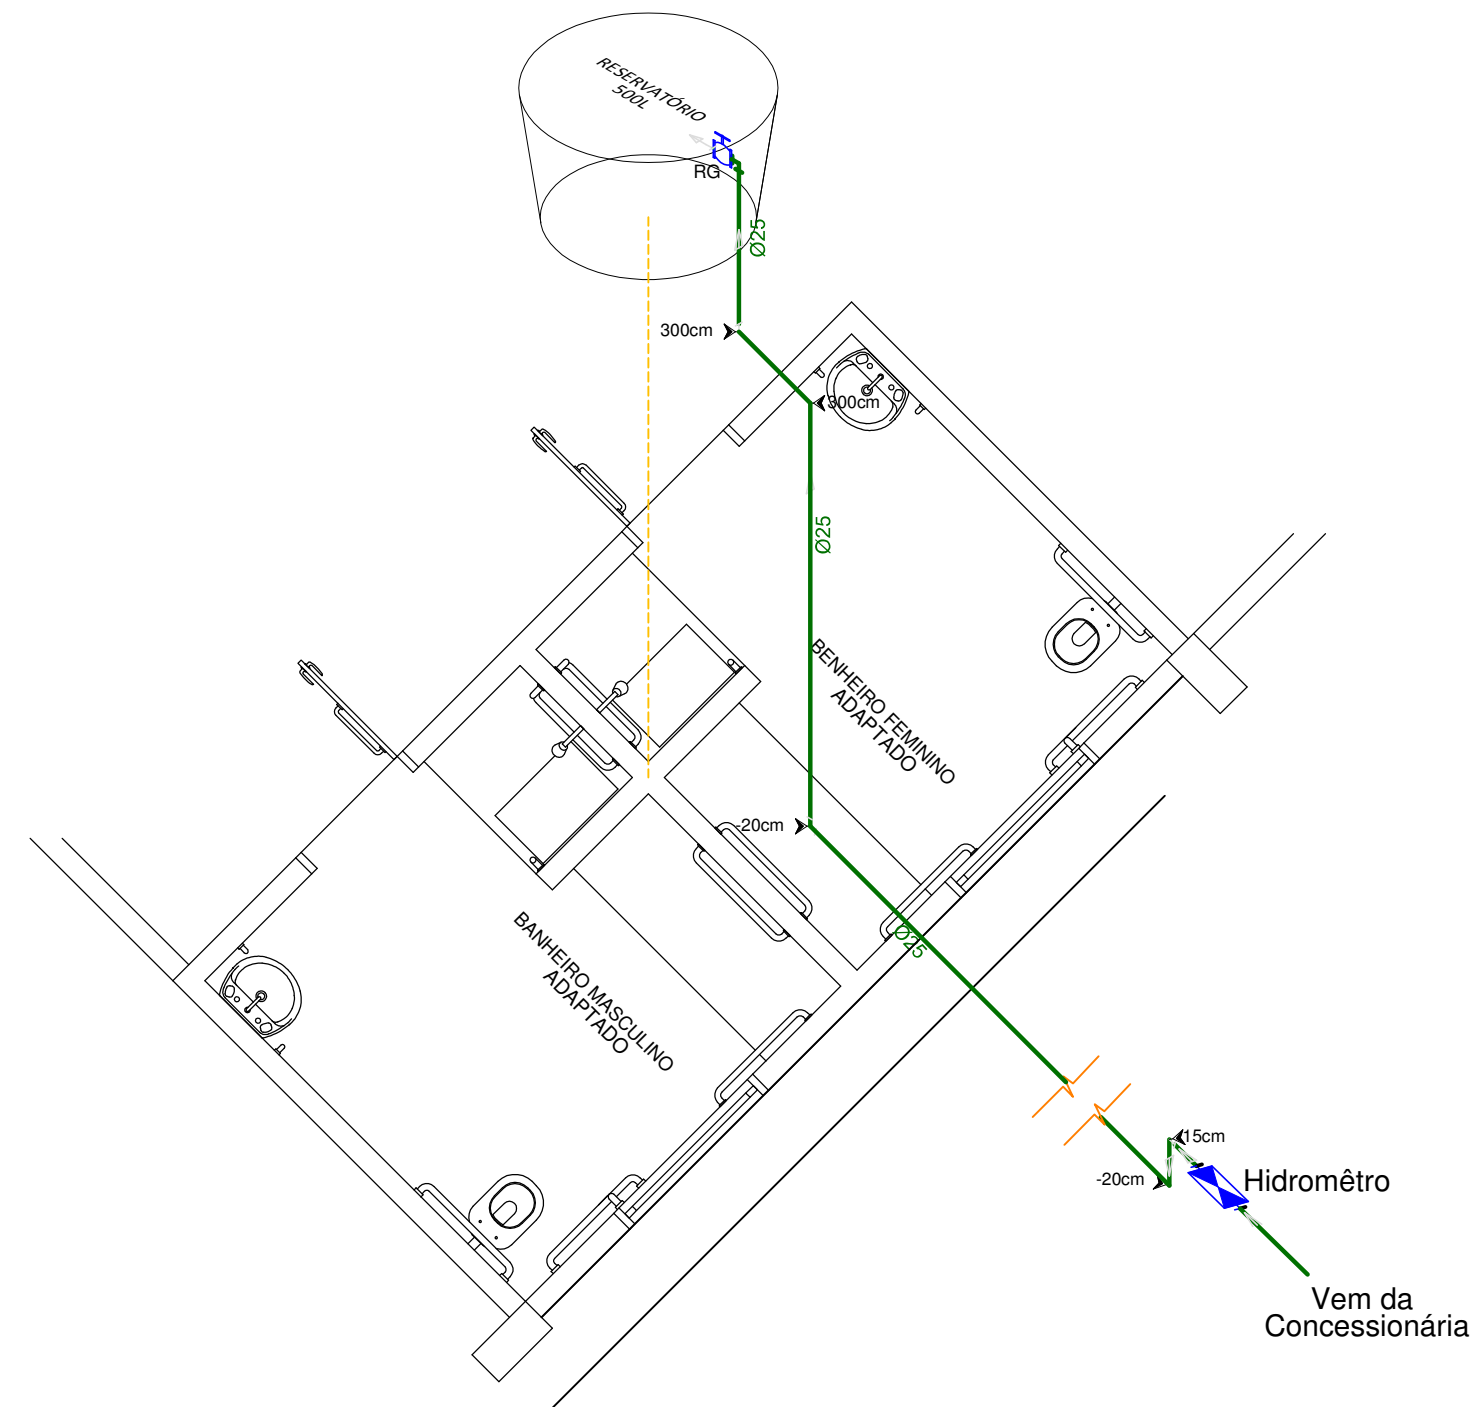 RESERVATÓRIO
500L
RG
Ø25
300cm
300cm
Ø25
BENHEIRO FEMININO
ADAPTADO
-20cm
Ø25
BANHEIRO MASCULINO
ADAPTADO
15cm
-20cm
Hidromêtro
Vem da
Concessionária